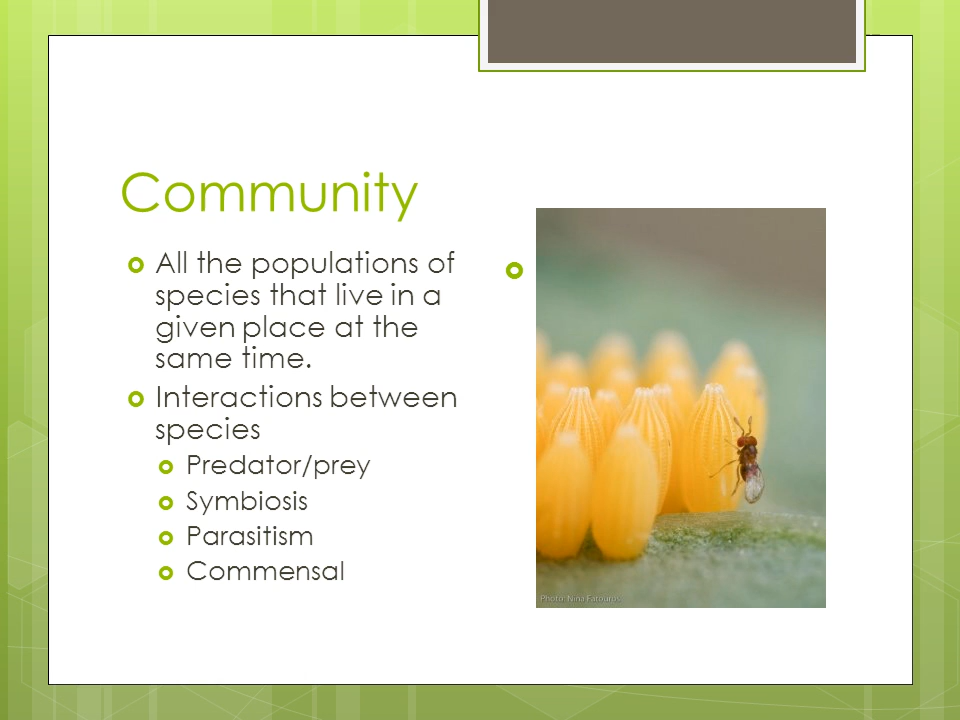 Community
All the populations of
species that live in a
given place at the
same time.
Interactions between
species
Predator/prey
Symbiosis
Parasitism
Commensal
Photo: Nina Fatouros